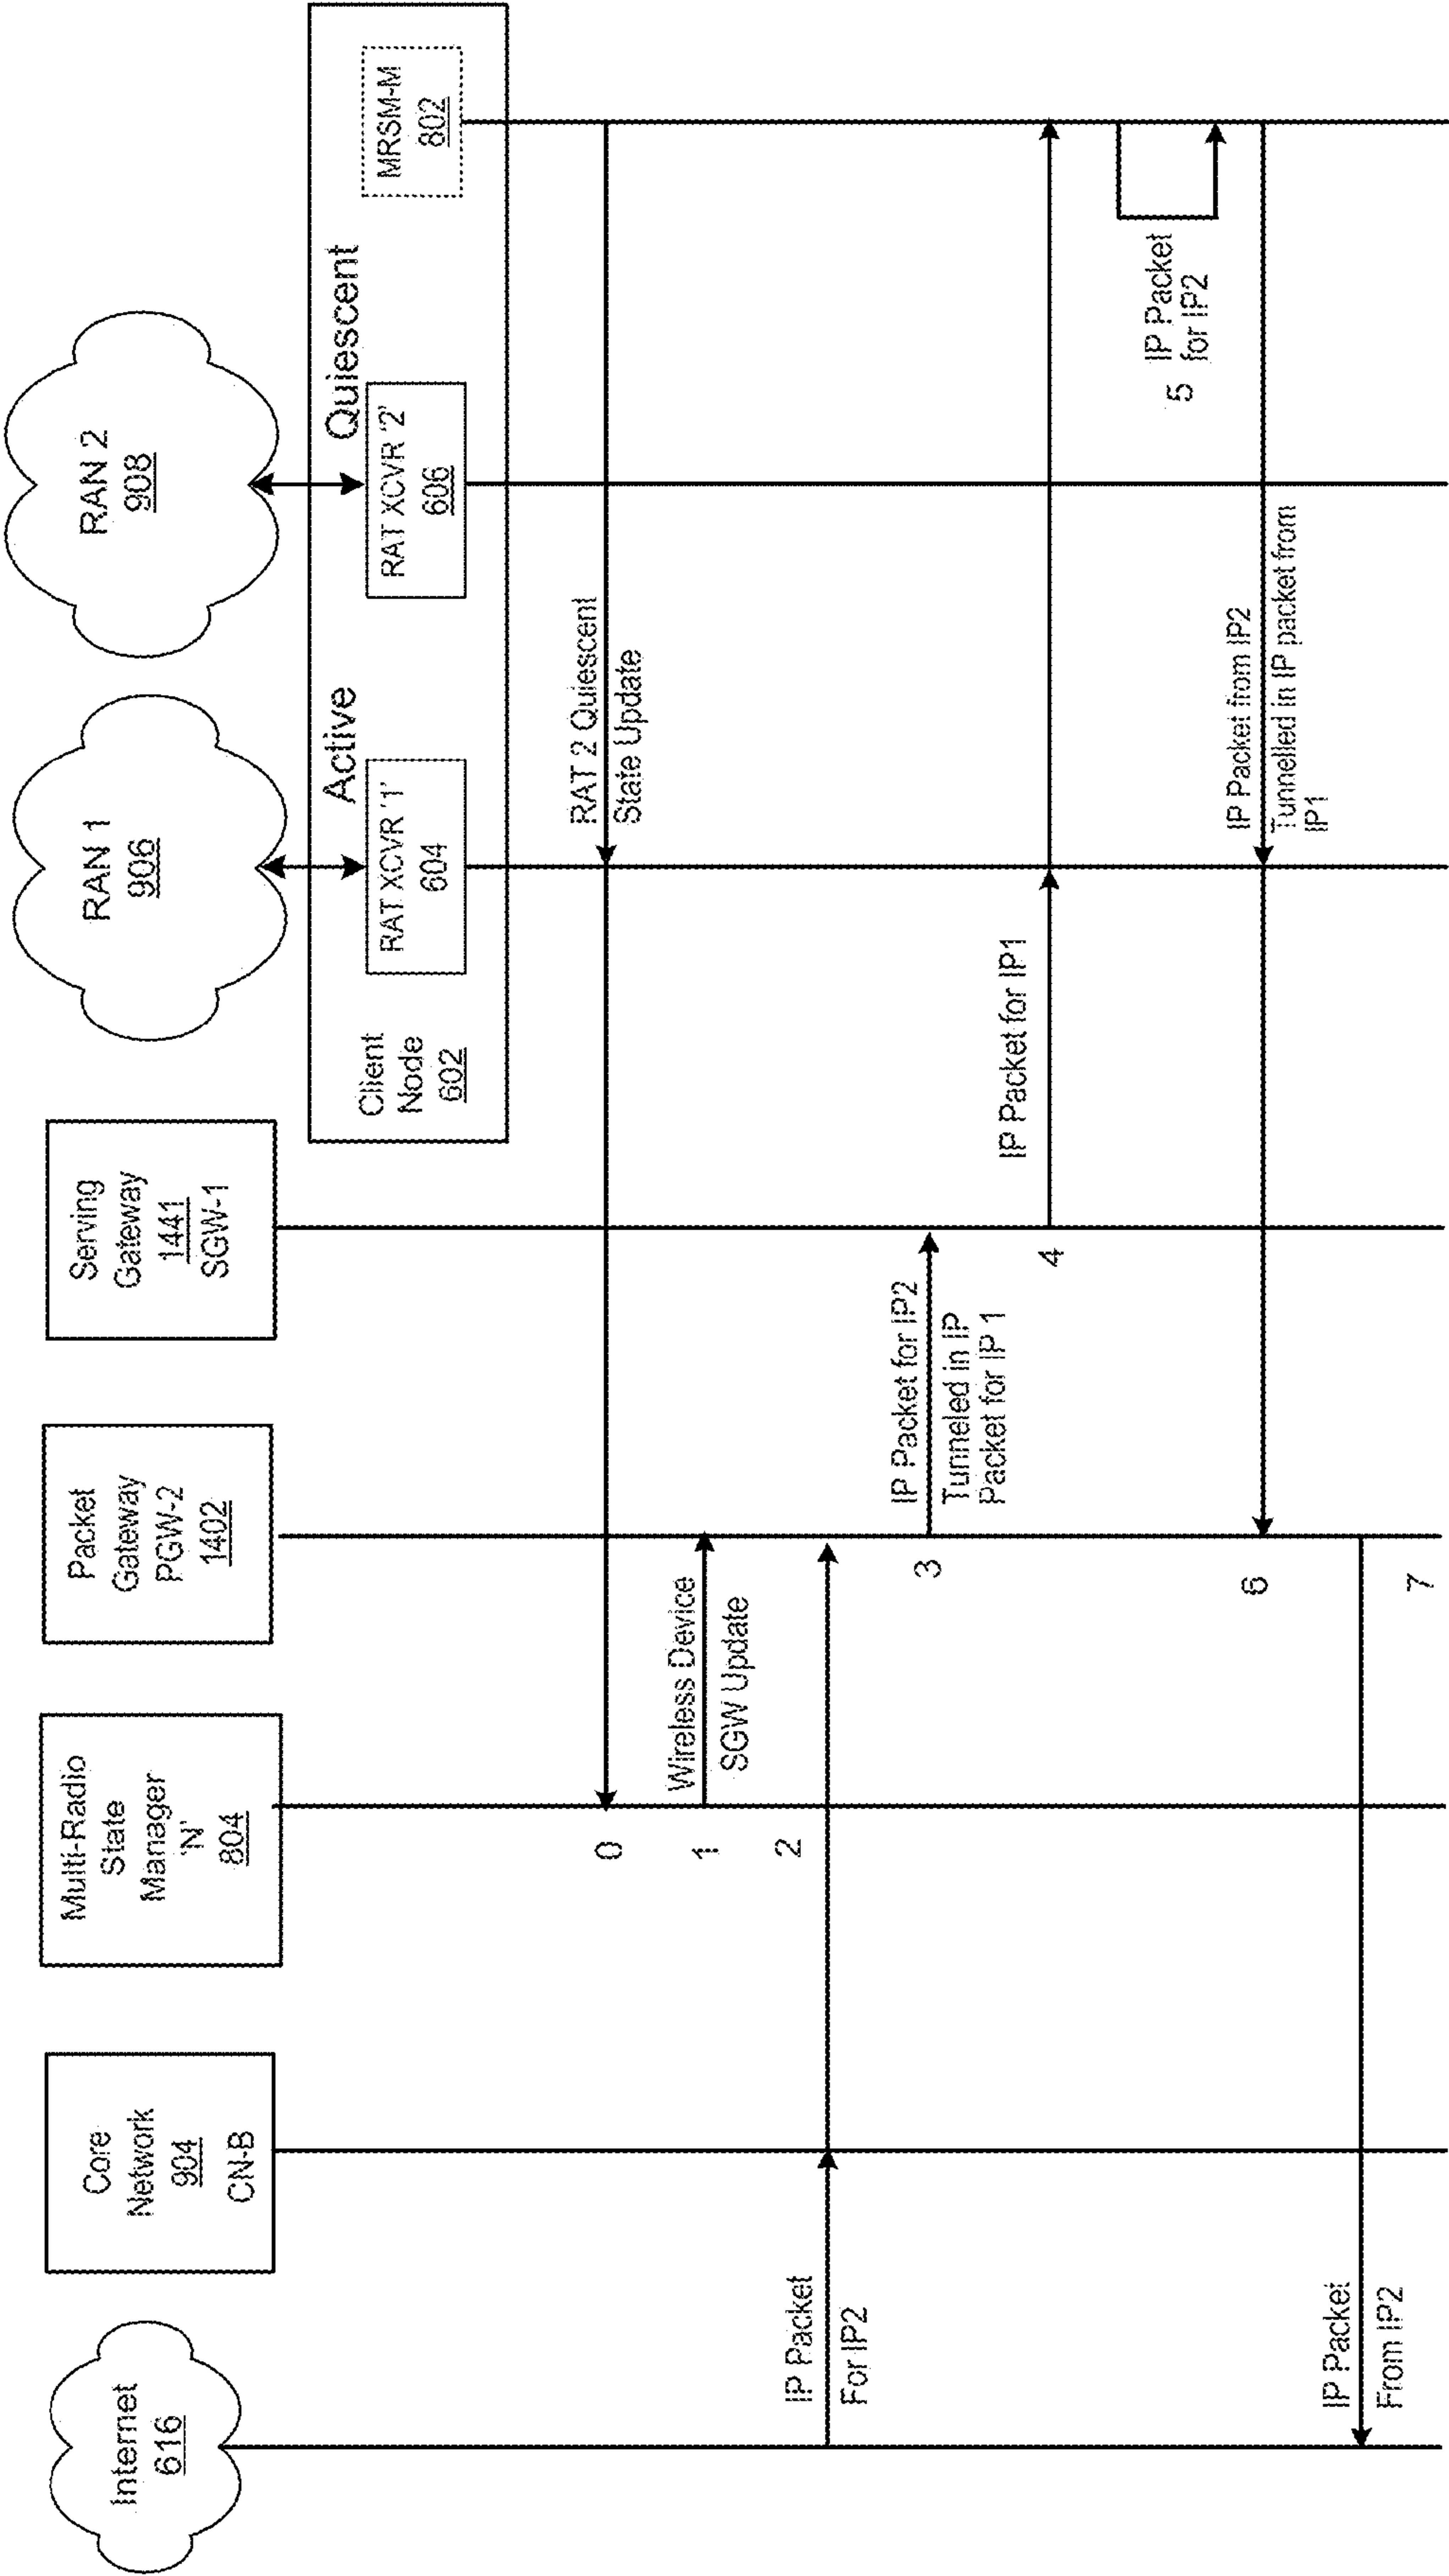 Internet
616
Core
Network
904
CN-B
Multi-Radio
State
Manager
'N'
804
Packet
Gateway
PGW-2
1402
Serving
Gateway
1441
SGW-1
RAN 1
906
RAN 2
908
Client
Node
602
Active
RAT XCVR '1'
604
Quiescent
RAT XCVR '2'
606
MRSM-M
802
0
RAT 2 Quiescent
State Update
1
Wireless Device
SGW Update
2
IP Packet
For IP2
3
IP Packet for IP2
Tunneled in IP
Packet for IP 1
4
IP Packet for IP1
5
IP Packet
for IP2
6
IP Packet from IP2
Tunnelled in IP packet from
IP1
7
IP Packet
From IP2